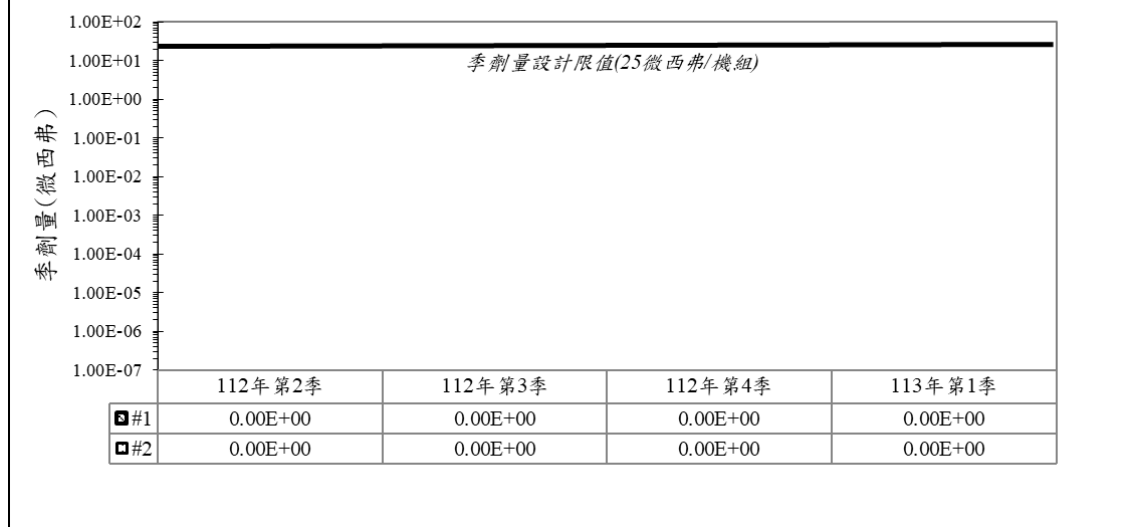 1.00E+02
1.00E+01
1.00E+00
1.00E-01
1.00E-02
1.00E-03
1.00E-04
1.00E-05
1.00E-06
1.00E-07
季劑量(微西弗)
季劑量設計限值(25微西弗/機組)
112年第2季 112年第3季 112年第4季 113年第1季
#1 0.00E+00 0.00E+00 0.00E+00 0.00E+00
#2 0.00E+00 0.00E+00 0.00E+00 0.00E+00